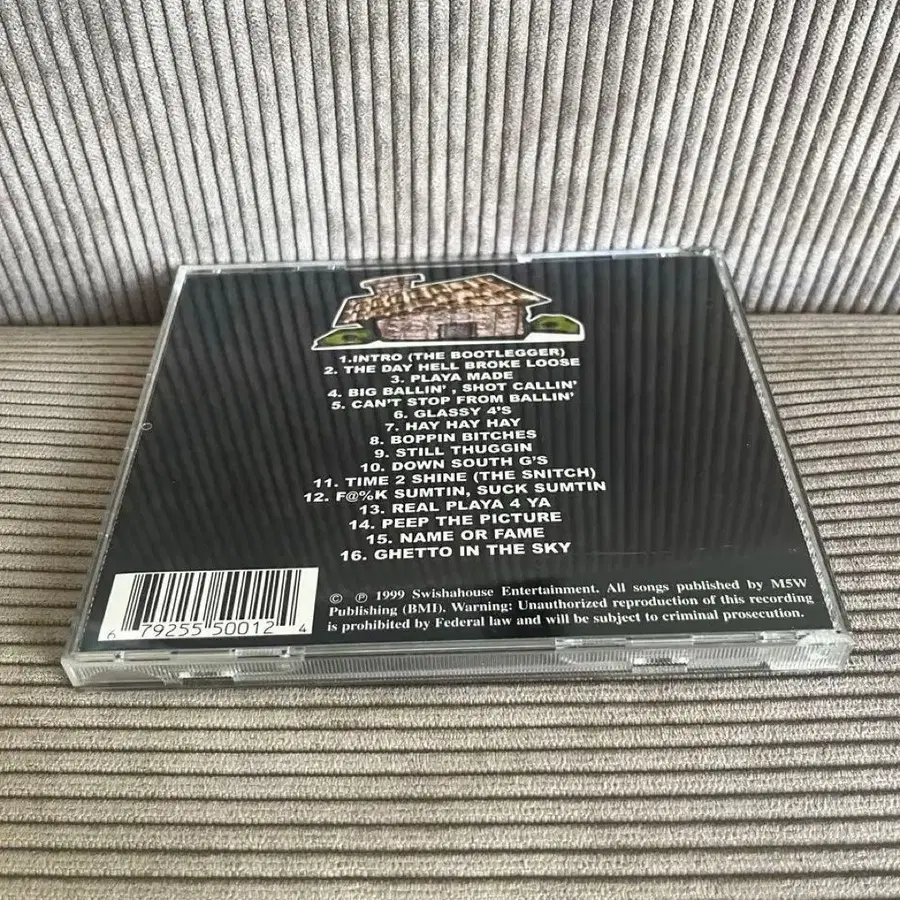 1.INTRO (THE BOOTLEGGER)
2. THE DAY HELL BROKE LOOSE
3. PLAYA MADE
4. BIG BALLIN' , SHOT CALLIN'
5. CAN'T STOP FROM BALLIN'
6. GLASSY 4'S
7. HAY HAY HAY
8. BOPPIN BITCHES
9. STILL THUGGIN
10. DOWN SOUTH G'S
11. TIME 2 SHINE (THE SNITCH)
12. F@%K SUMTIN, SUCK SUMTIN
13. REAL PLAYA 4 YA
14. PEEP THE PICTURE
15. NAME OR FAME
16. GHETTO IN THE SKY
© ℗ 1999 Swishahouse Entertainment. All songs published by M5W
Publishing (BMI). Warning: Unauthorized reproduction of this recording
is prohibited by Federal law and will be subject to criminal prosecution.
6 79255 50012 4